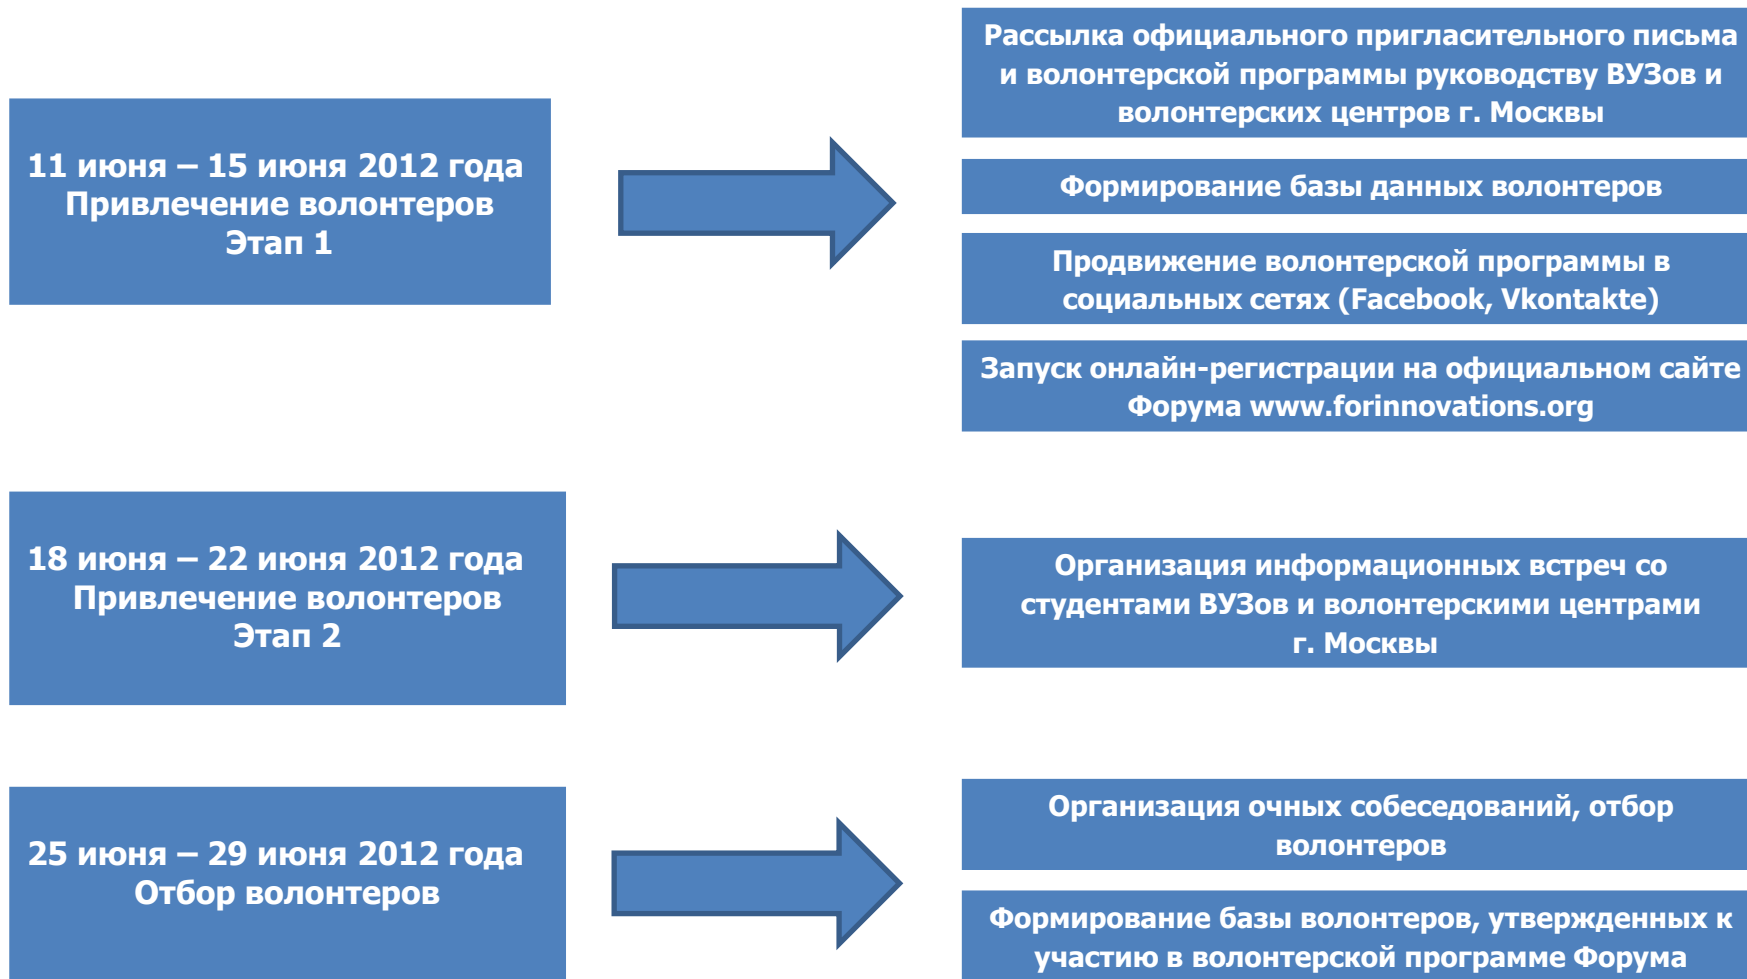 11 июня – 15 июня 2012 года
Привлечение волонтеров
Этап 1
Рассылка официального пригласительного письма
и волонтерской программы руководству ВУЗов и
волонтерских центров г. Москвы
Формирование базы данных волонтеров
Продвижение волонтерской программы в
социальных сетях (Facebook, Vkontakte)
Запуск онлайн-регистрации на официальном сайте
Форума www.forinnovations.org
18 июня – 22 июня 2012 года
Привлечение волонтеров
Этап 2
Организация информационных встреч со
студентами ВУЗов и волонтерскими центрами
г. Москвы
25 июня – 29 июня 2012 года
Отбор волонтеров
Организация очных собеседований, отбор
волонтеров
Формирование базы волонтеров, утвержденных к
участию в волонтерской программе Форума